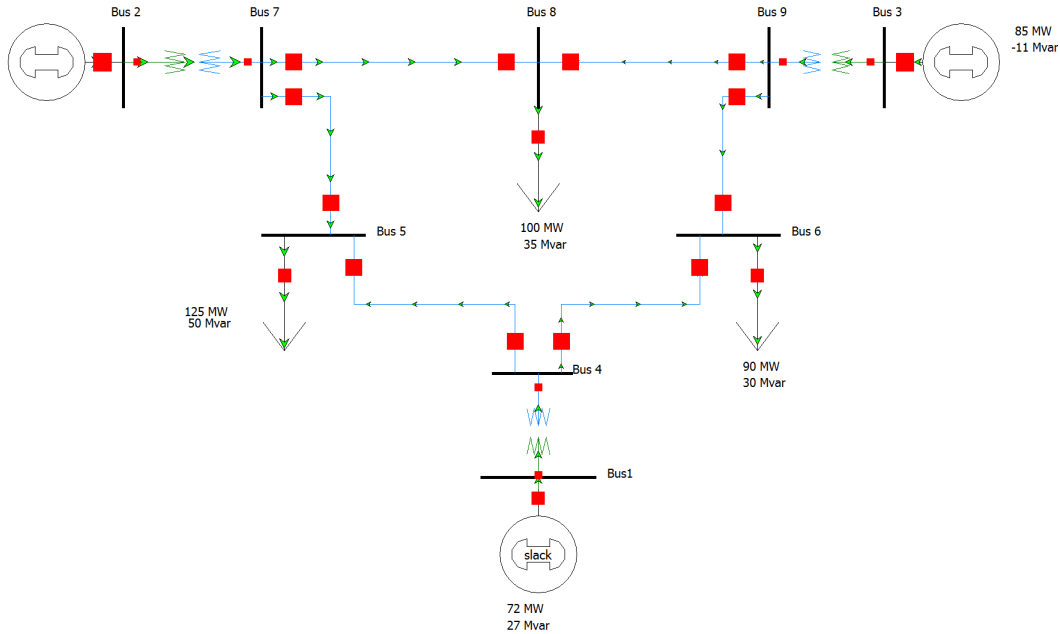 Bus 2
Bus 7
Bus 8
Bus 9
Bus 3
85 MW
-11 Mvar
100 MW
35 Mvar
Bus 5
Bus 6
125 MW
50 Mvar
90 MW
30 Mvar
Bus 4
Bus1
slack
72 MW
27 Mvar